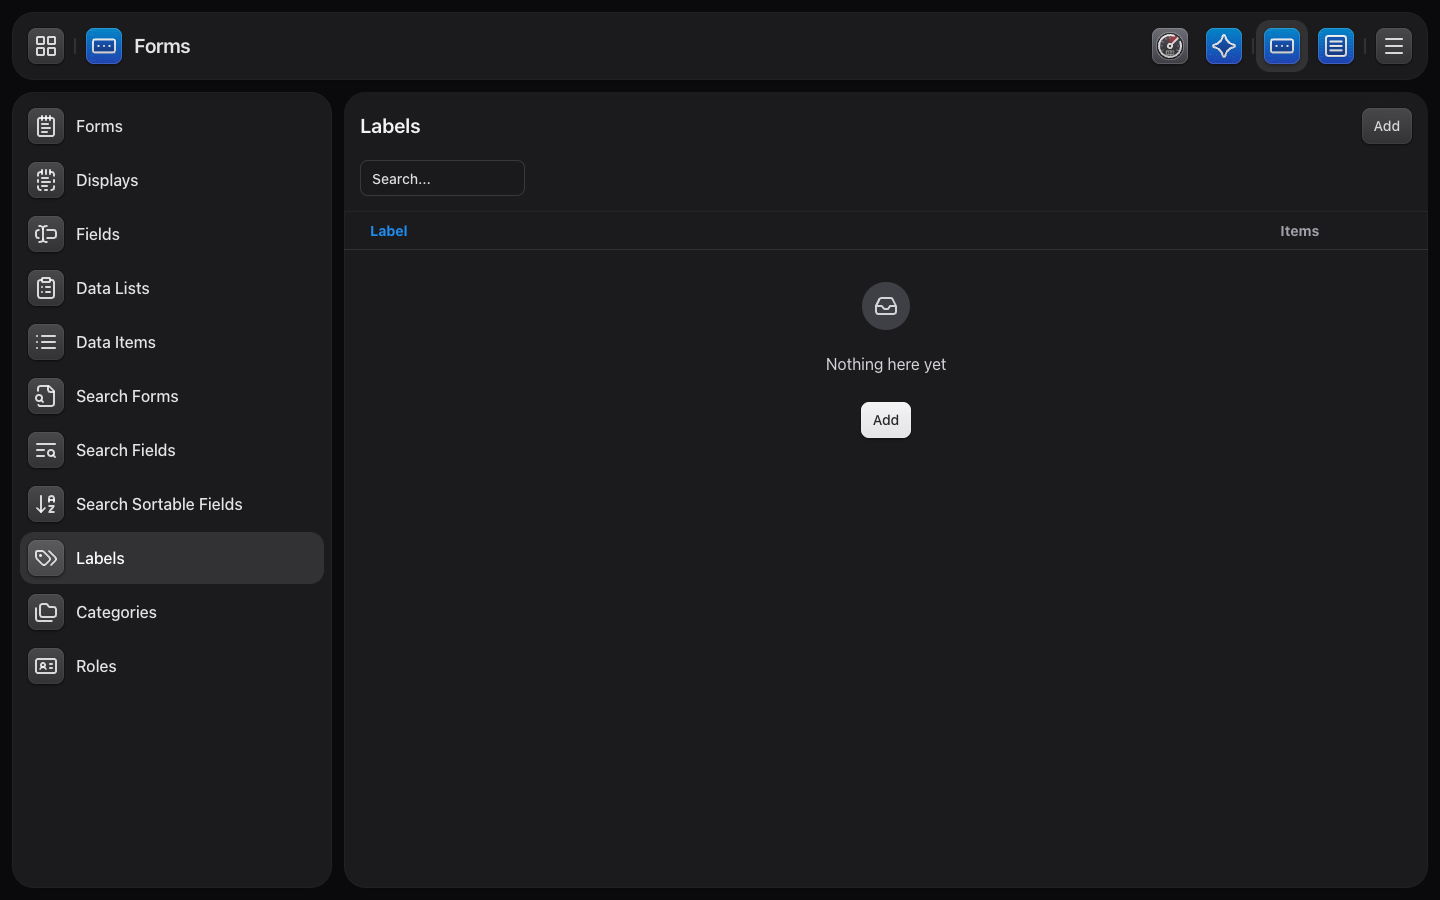 Forms
Forms
Displays
Fields
Data Lists
Data Items
Search Forms
Search Fields
Search Sortable Fields
Labels
Categories
Roles
Labels
Add
Search...
Label
Items
Nothing here yet
Add